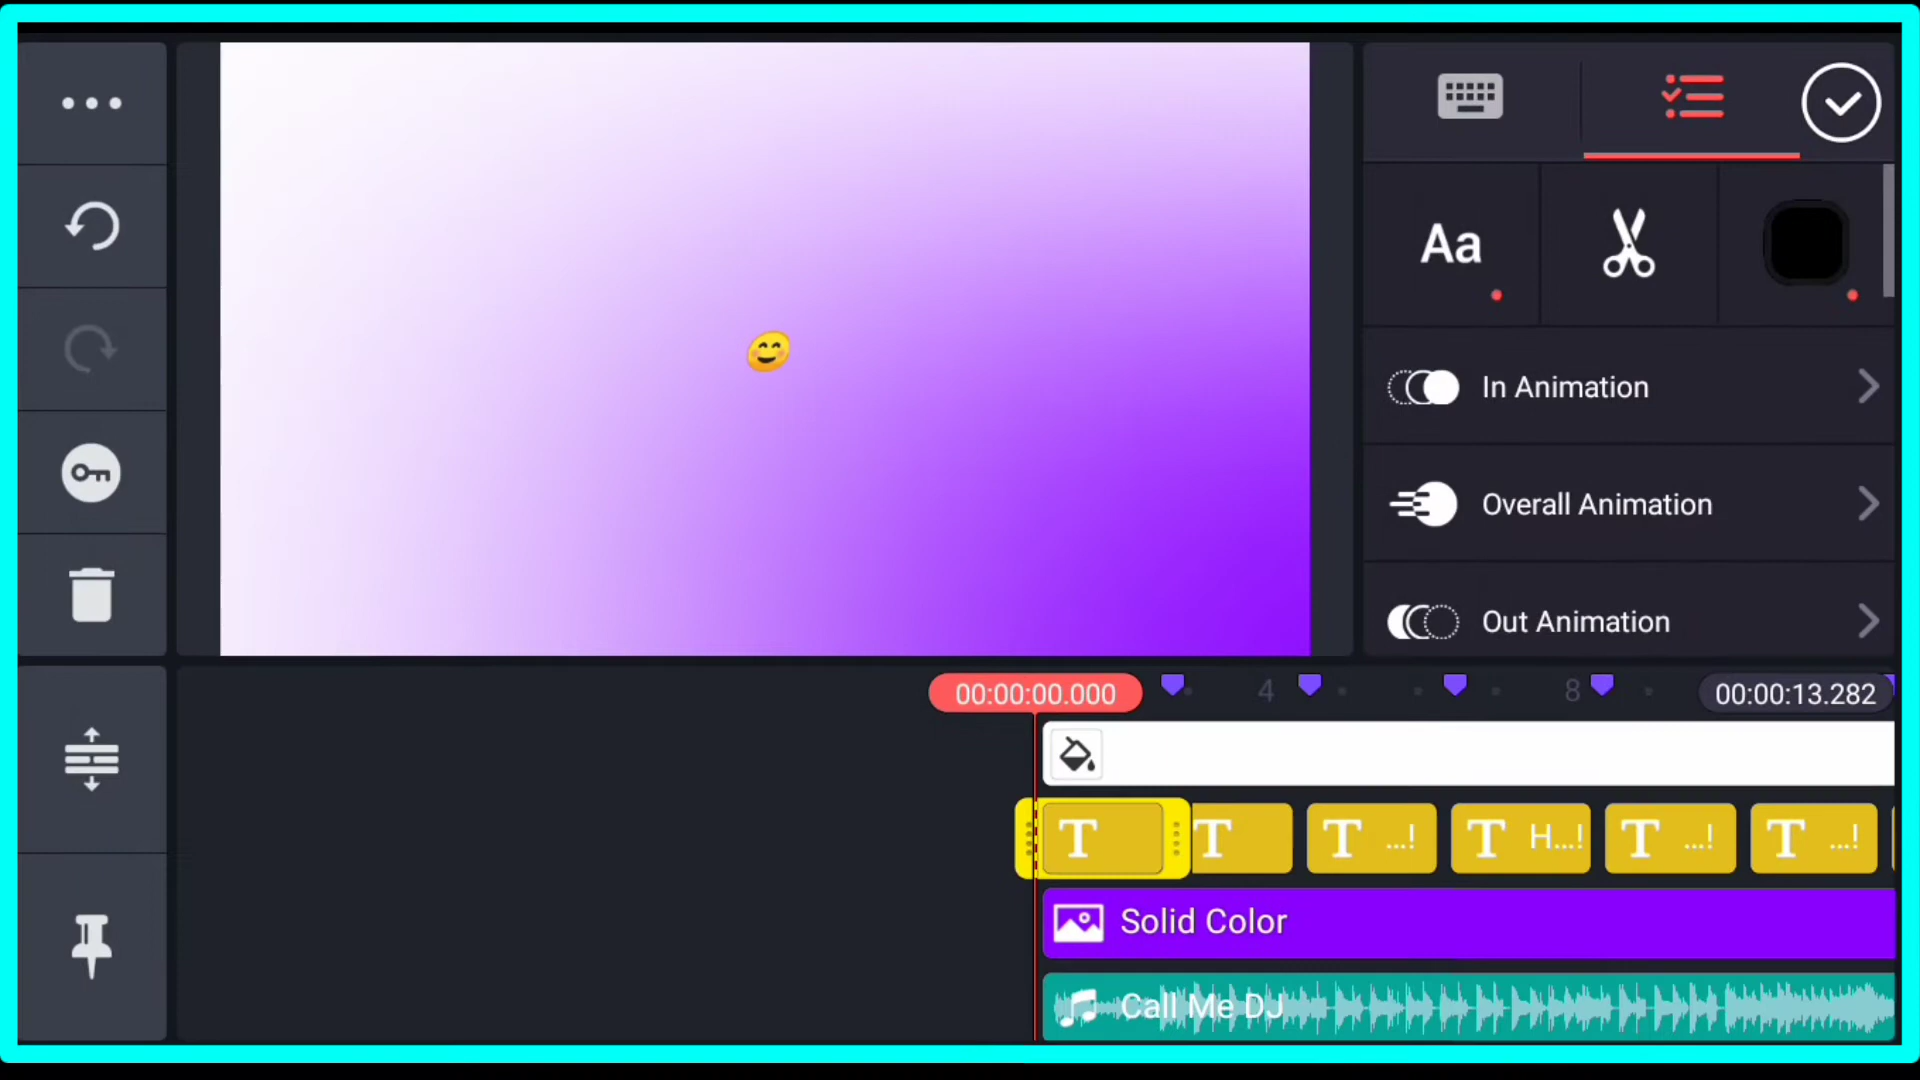 Aa
In Animation
Overall Animation
Out Animation
00:00:00.000
4
8
00:00:13.282
T
T
T ...!
T H...!
T ...!
T ...!
Solid Color
Call Me DJ